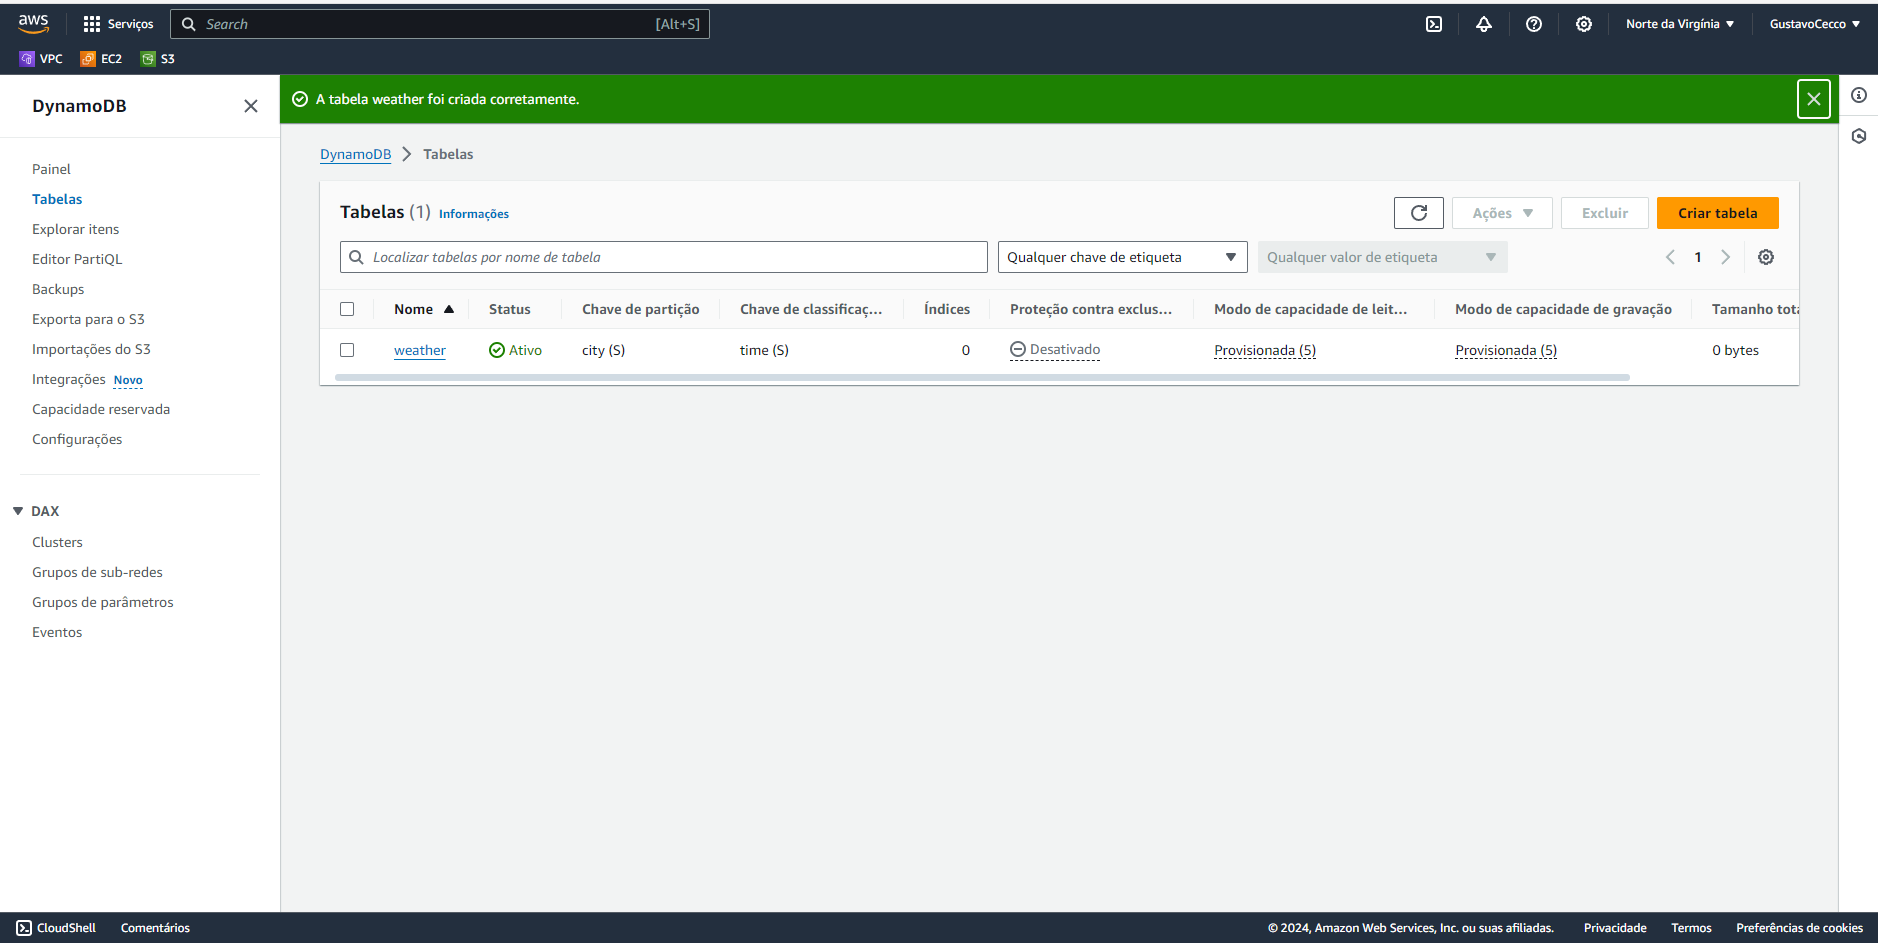 aws
Serviços
Search
[Alt+S]
Norte da Virgínia
GustavoCecco
VPC
EC2
S3
DynamoDB
A tabela weather foi criada corretamente.
Painel
Tabelas
Explorar itens
Editor PartiQL
Backups
Exporta para o S3
Importações do S3
Integrações Novo
Capacidade reservada
Configurações
DAX
Clusters
Grupos de sub-redes
Grupos de parâmetros
Eventos
DynamoDB
Tabelas
Tabelas (1) Informações
Ações
Excluir
Criar tabela
Localizar tabelas por nome de tabela
Qualquer chave de etiqueta
Qualquer valor de etiqueta
1
Nome
Status
Chave de partição
Chave de classificaç...
Índices
Proteção contra exclus...
Modo de capacidade de leit...
Modo de capacidade de gravação
Tamanho tota
weather
Ativo
city (S)
time (S)
0
Desativado
Provisionada (5)
Provisionada (5)
0 bytes
CloudShell
Comentários
© 2024, Amazon Web Services, Inc. ou suas afiliadas.
Privacidade
Termos
Preferências de cookies